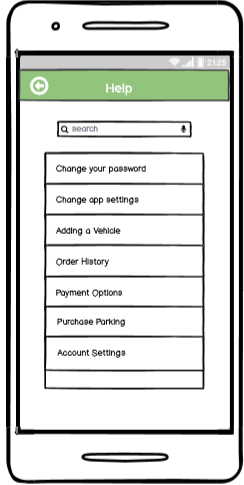 21:25
Help
search
Change your password
Change app settings
Adding a Vehicle
Order History
Payment Options
Purchase Parking
Account Settings